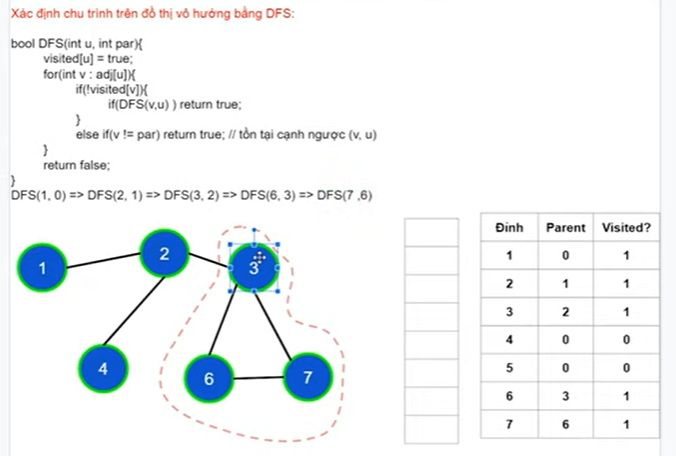 Xác định chu trình trên đồ thị vô hướng bằng DFS:
bool DFS(int u, int par){
visited[u] = true;
for(int v : adj[u]){
if(!visited[v]){
if(DFS(v,u) ) return true;
}
else if(v != par) return true; // tồn tại cạnh ngược (v, u)
}
return false;
}
DFS(1, 0) => DFS(2, 1) => DFS(3, 2) => DFS(6, 3) => DFS(7 ,6)
1
2
3
4
6
7
Đỉnh Parent Visited?
1 0 1
2 1 1
3 2 1
4 0 0
5 0 0
6 3 1
7 6 1